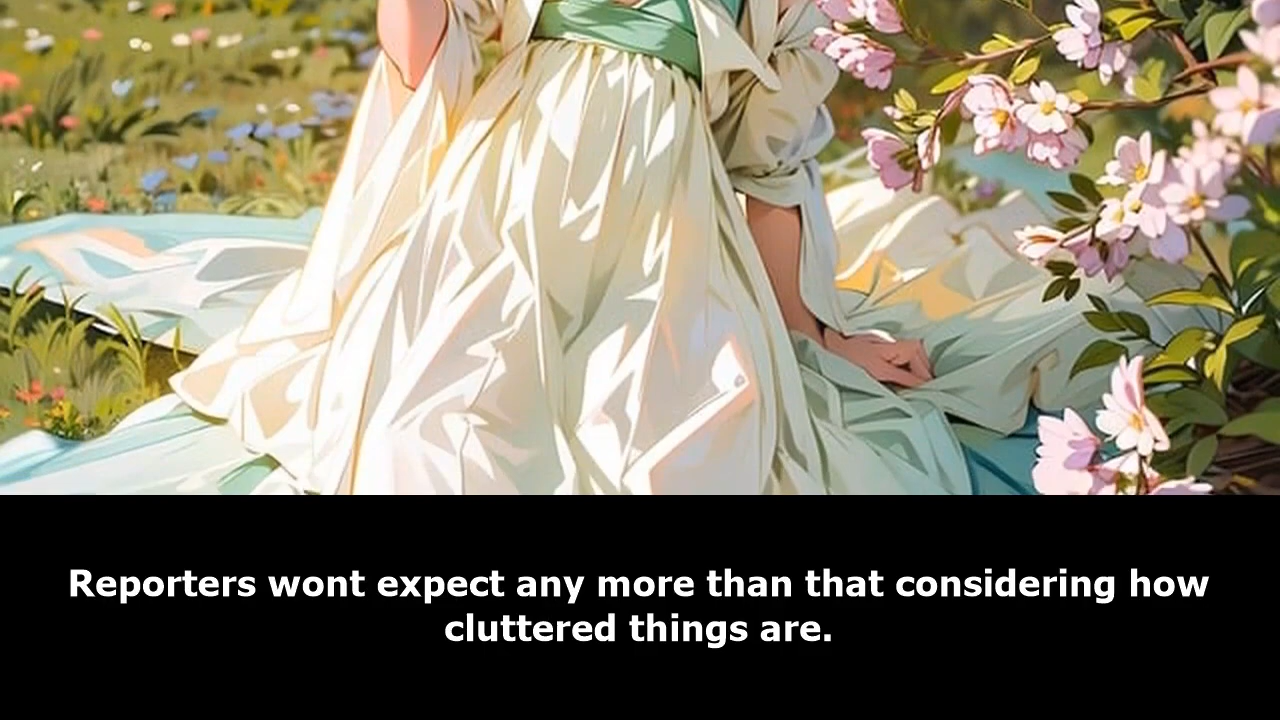 Reporters wont expect any more than that considering how
cluttered things are.